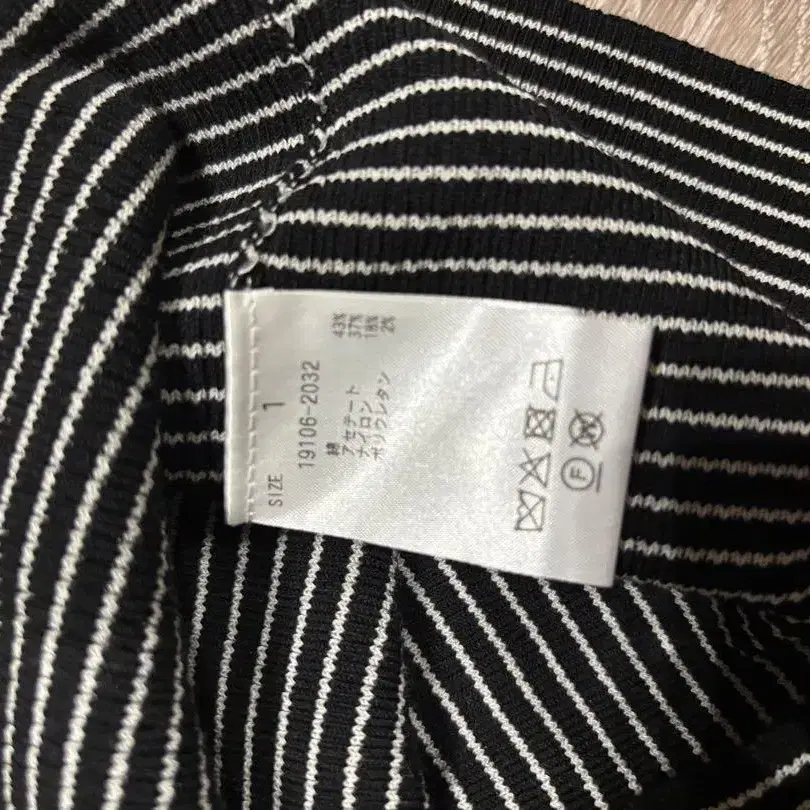 SIZE 1
19106-2032
綿 43%
アセテート 37%
ナイロン 18%
ポリウレタン 2%
F W